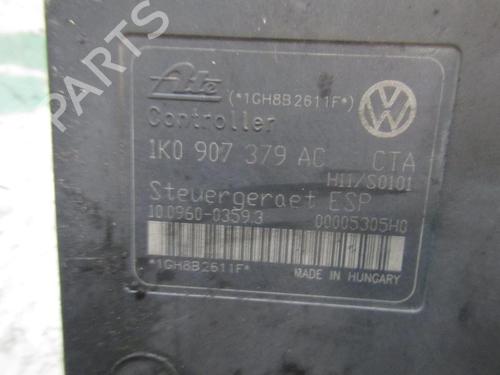 Ate (*1GH8B2611F*)
Controller
1K0 907 379 AC CTA
H11/S0101
Steuergeraet ESP
10.0960-0359.3 00005305H0
*1GH8B2611F* MADE IN HUNGARY
B-PARTS